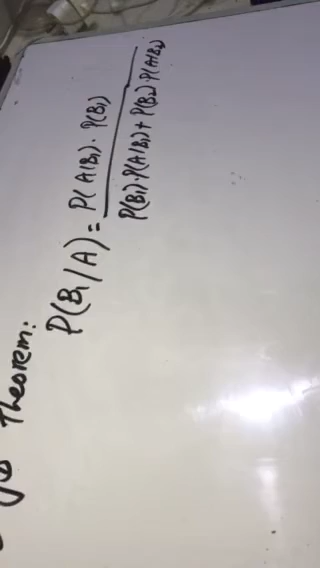 Theorem:
P(B₁/A) = P(A/B₁) · P(B₁)
P(B₁)·P(A/B₁) + P(B₂)·P(A/B₂)